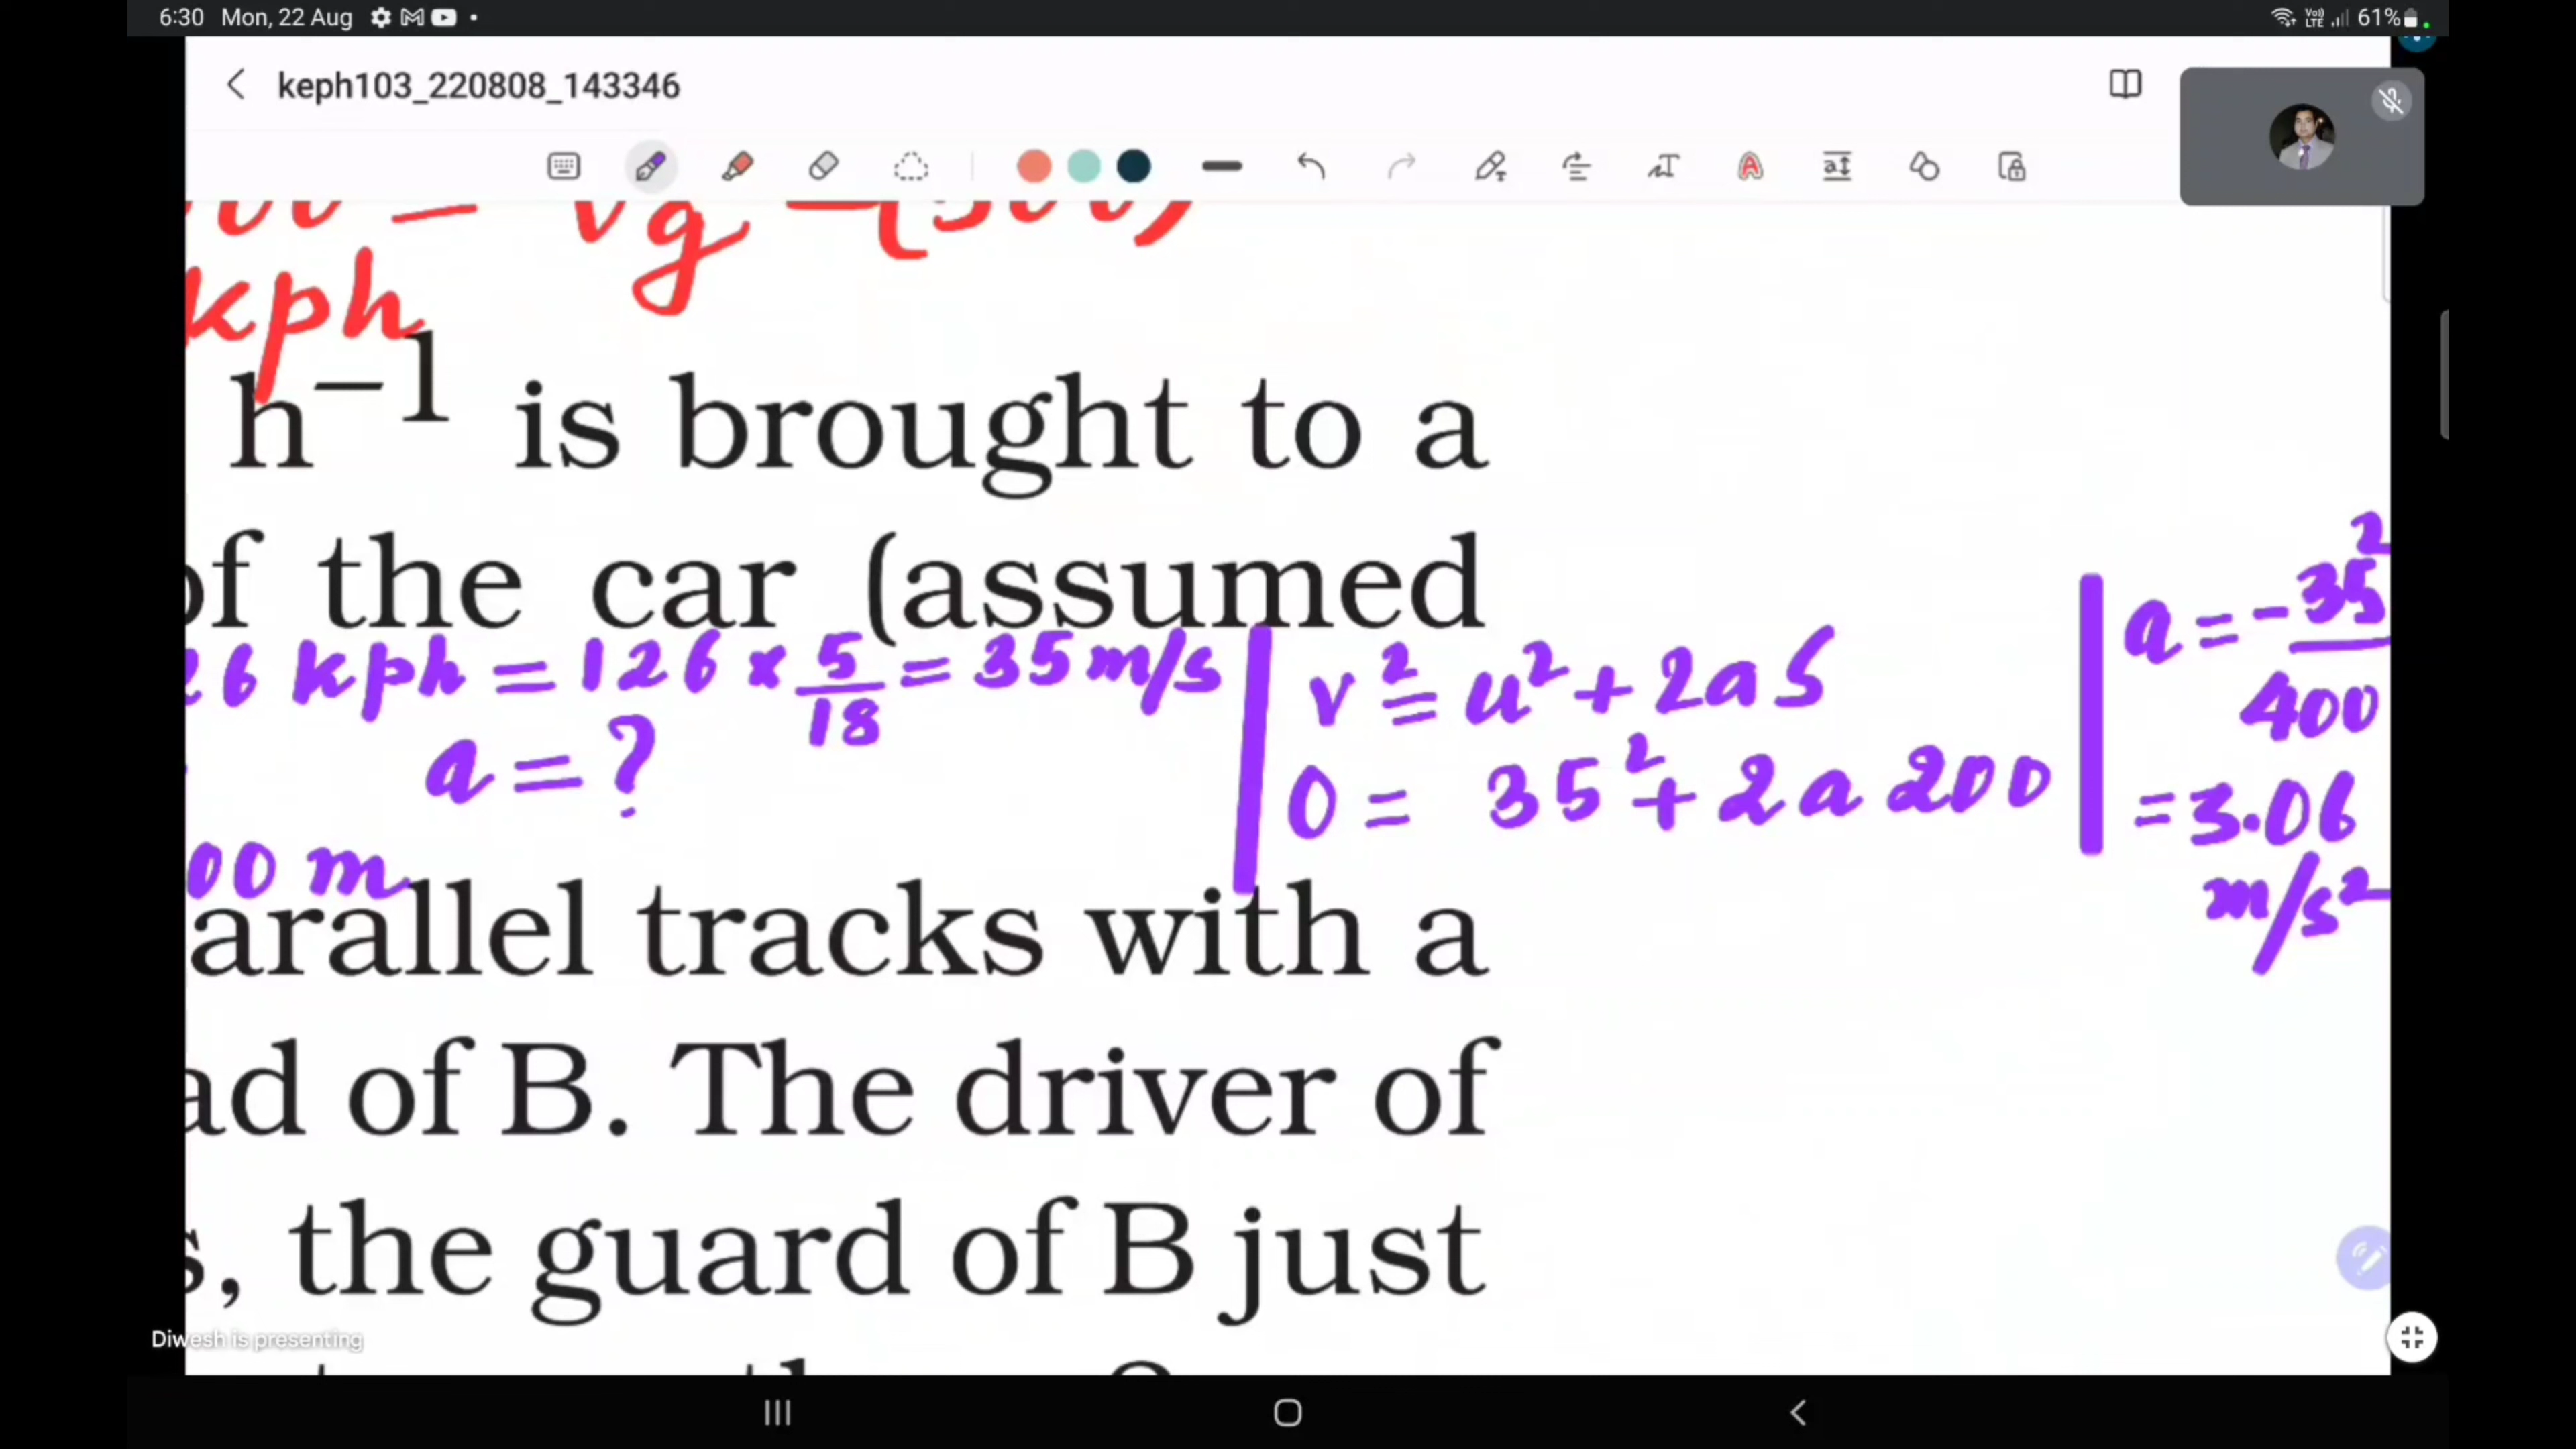 6:30 Mon, 22 Aug
61%
keph103_220808_143346
kph
h⁻¹ is brought to a
of the car (assumed
26 kph = 126 × 5/18 = 35 m/s
v² = u² + 2aS
a = -35²/400
a = ?
0 = 35² + 2a 200
= 3.06
m/s²
00 m
arallel tracks with a
ad of B. The driver of
s, the guard of B just
Diwesh is presenting